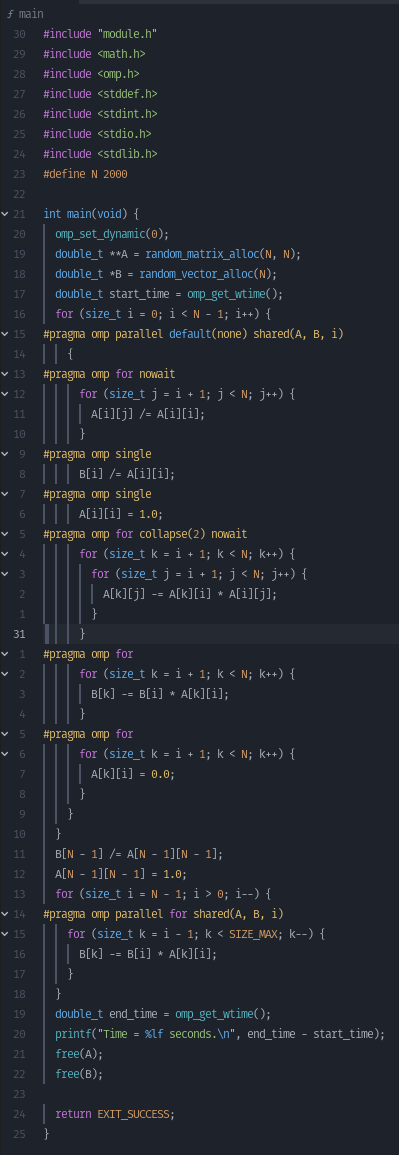 ƒ main
30 #include "module.h"
29 #include <math.h>
28 #include <omp.h>
27 #include <stddef.h>
26 #include <stdint.h>
25 #include <stdio.h>
24 #include <stdlib.h>
23 #define N 2000
22
21 int main(void) {
20 omp_set_dynamic(0);
19 double_t **A = random_matrix_alloc(N, N);
18 double_t *B = random_vector_alloc(N);
17 double_t start_time = omp_get_wtime();
16 for (size_t i = 0; i < N - 1; i++) {
15 #pragma omp parallel default(none) shared(A, B, i)
14 {
13 #pragma omp for nowait
12 for (size_t j = i + 1; j < N; j++) {
11 A[i][j] /= A[i][i];
10 }
9 #pragma omp single
8 B[i] /= A[i][i];
7 #pragma omp single
6 A[i][i] = 1.0;
5 #pragma omp for collapse(2) nowait
4 for (size_t k = i + 1; k < N; k++) {
3 for (size_t j = i + 1; j < N; j++) {
2 A[k][j] -= A[k][i] * A[i][j];
1 }
31 }
1 #pragma omp for
2 for (size_t k = i + 1; k < N; k++) {
3 B[k] -= B[i] * A[k][i];
4 }
5 #pragma omp for
6 for (size_t k = i + 1; k < N; k++) {
7 A[k][i] = 0.0;
8 }
9 }
10 }
11 B[N - 1] /= A[N - 1][N - 1];
12 A[N - 1][N - 1] = 1.0;
13 for (size_t i = N - 1; i > 0; i--) {
14 #pragma omp parallel for shared(A, B, i)
15 for (size_t k = i - 1; k < SIZE_MAX; k--) {
16 B[k] -= B[i] * A[k][i];
17 }
18 }
19 double_t end_time = omp_get_wtime();
20 printf("Time = %lf seconds.\n", end_time - start_time);
21 free(A);
22 free(B);
23
24 return EXIT_SUCCESS;
25 }